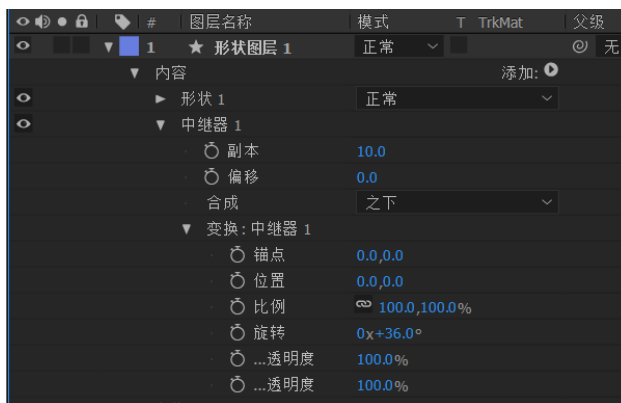 # 图层名称 模式 T TrkMat 父级
1 ★ 形状图层 1 正常 无
内容 添加:
形状 1 正常
中继器 1
副本 10.0
偏移 0.0
合成 之下
变换:中继器 1
锚点 0.0,0.0
位置 0.0,0.0
比例 100.0,100.0%
旋转 0x+36.0°
...透明度 100.0%
...透明度 100.0%